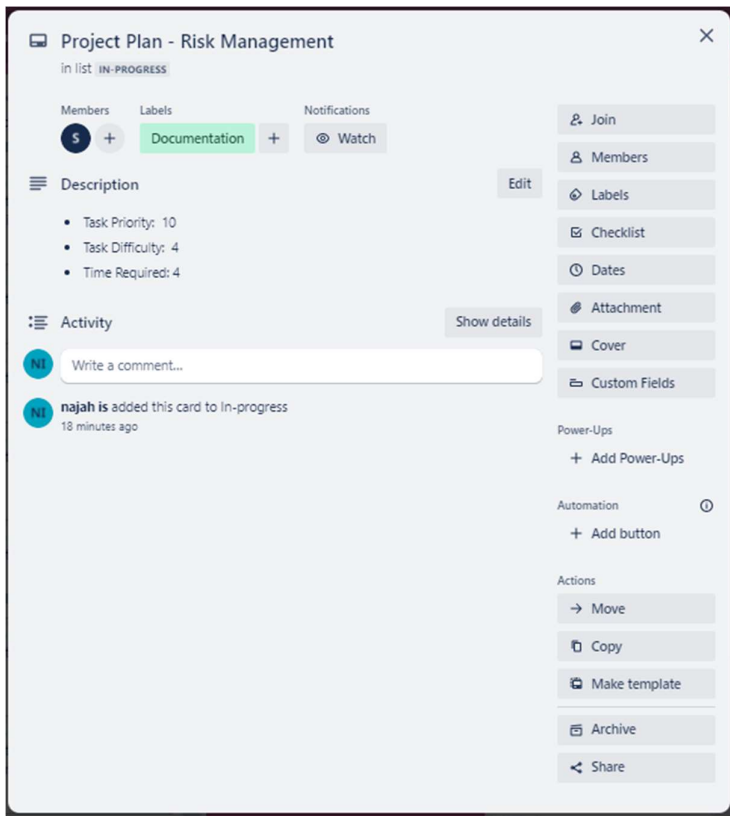 Project Plan - Risk Management
in list IN-PROGRESS
Members
Labels
Notifications
S
Documentation
Watch
Description
Edit
Task Priority: 10
Task Difficulty: 4
Time Required: 4
Activity
Show details
NI
Write a comment...
NI
najah is added this card to In-progress
18 minutes ago
Join
Members
Labels
Checklist
Dates
Attachment
Cover
Custom Fields
Power-Ups
+ Add Power-Ups
Automation
+ Add button
Actions
Move
Copy
Make template
Archive
Share